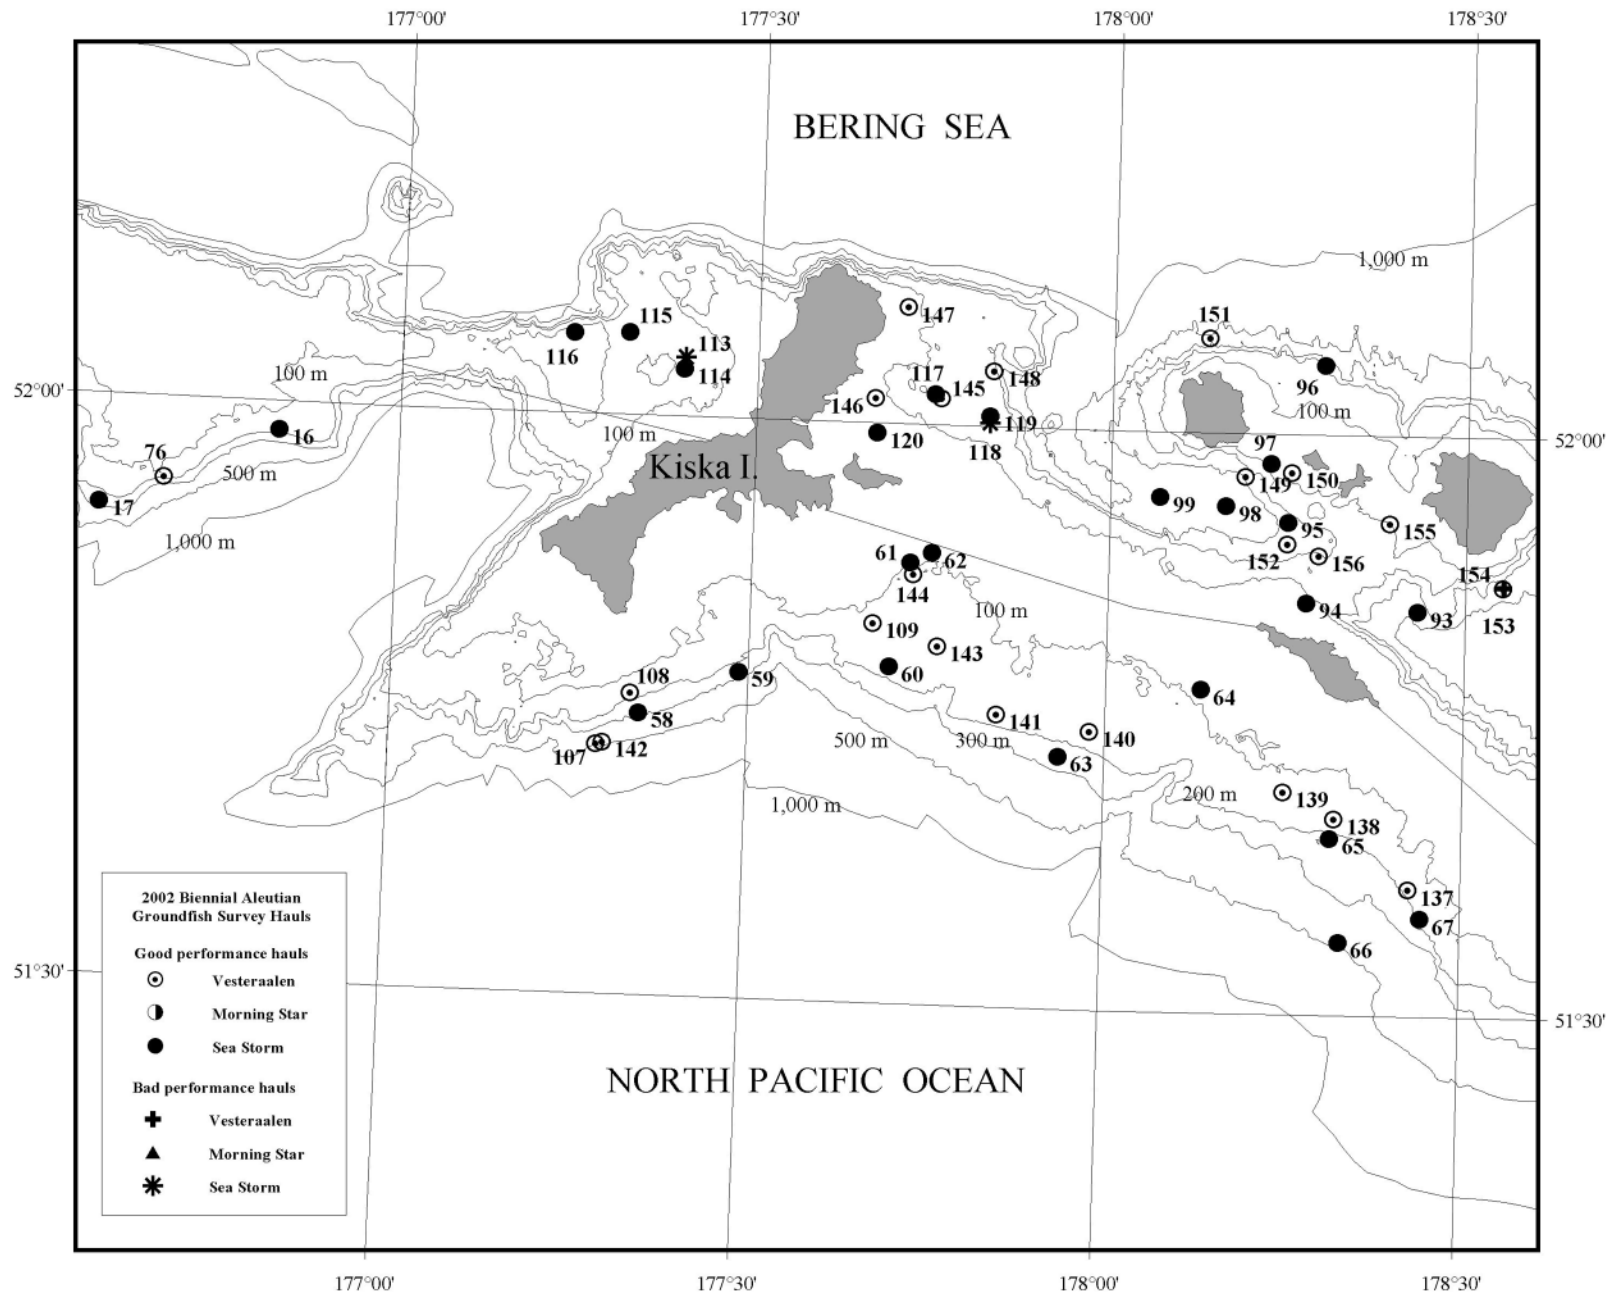 177°00' 177°30' 178°00' 178°30'
BERING SEA
1,000 m
151
147
115
113
116
114
117
145
148
96
100 m
100 m
52°00'
146
119
16
100 m
120
118
97
52°00'
76
500 m
Kiska I.
149
150
17
99
98
95
155
1,000 m
61
62
152
156
154
144
100 m
94
93
153
109
143
108
59
60
64
58
141
107
142
500 m
300 m
140
63
200 m
139
1,000 m
138
65
2002 Biennial Aleutian
Groundfish Survey Hauls
137
67
66
Good performance hauls
51°30'
Vesteraalen
Morning Star
51°30'
Sea Storm
NORTH PACIFIC OCEAN
Bad performance hauls
Vesteraalen
Morning Star
Sea Storm
177°00' 177°30' 178°00' 178°30'